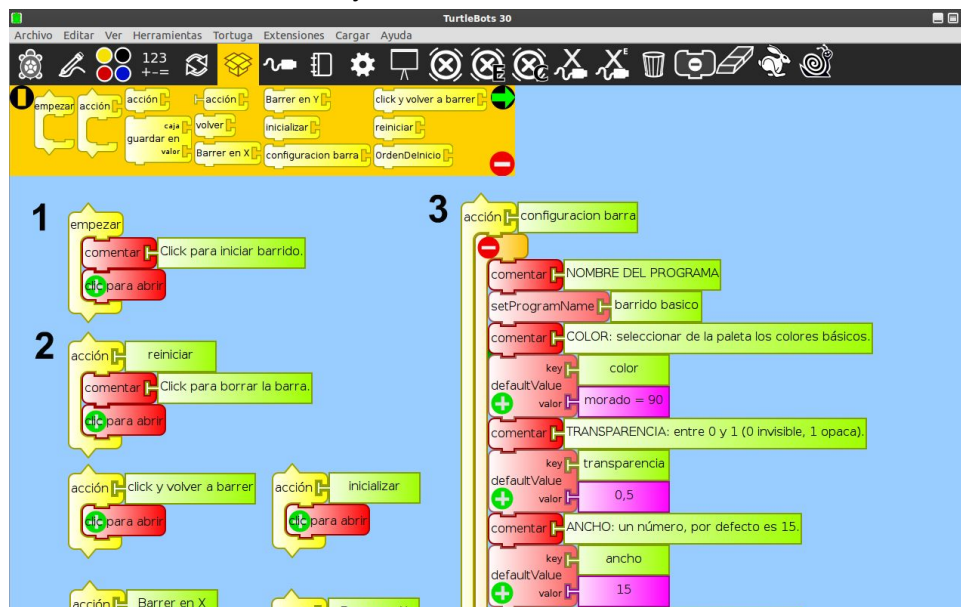 TurtleBots 30
Archivo Editar Ver Herramientas Tortuga Extensiones Cargar Ayuda
123
+-=
E
C
E
empezar
acción
acción
acción
Barrer en Y
click y volver a barrer
caja
guardar en
valor
volver
inicializar
reiniciar
Barrer en X
configuracion barra
OrdenDeInicio
1
empezar
comentar
Click para iniciar barrido.
clic para abrir
2
acción
reiniciar
comentar
Click para borrar la barra.
clic para abrir
acción
click y volver a barrer
clic para abrir
acción
inicializar
clic para abrir
acción
Barrer en X
3
acción
configuracion barra
comentar
NOMBRE DEL PROGRAMA
setProgramName
barrido basico
comentar
COLOR: seleccionar de la paleta los colores básicos.
key
color
defaultValue
valor
morado = 90
comentar
TRANSPARENCIA: entre 0 y 1 (0 invisible, 1 opaca).
key
transparencia
defaultValue
valor
0,5
comentar
ANCHO: un número, por defecto es 15.
key
ancho
defaultValue
valor
15